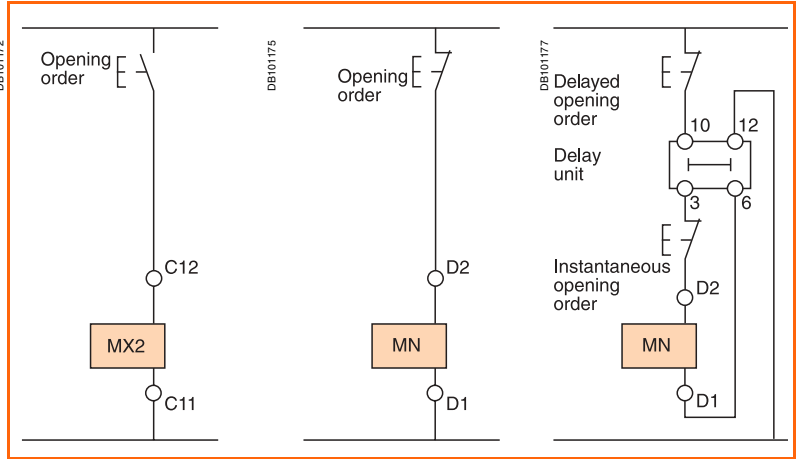 DB101172
Opening
order
C12
MX2
C11
DB101175
Opening
order
D2
MN
D1
DB101177
Delayed
opening
order
10
12
Delay
unit
3
6
Instantaneous
opening
order
D2
MN
D1